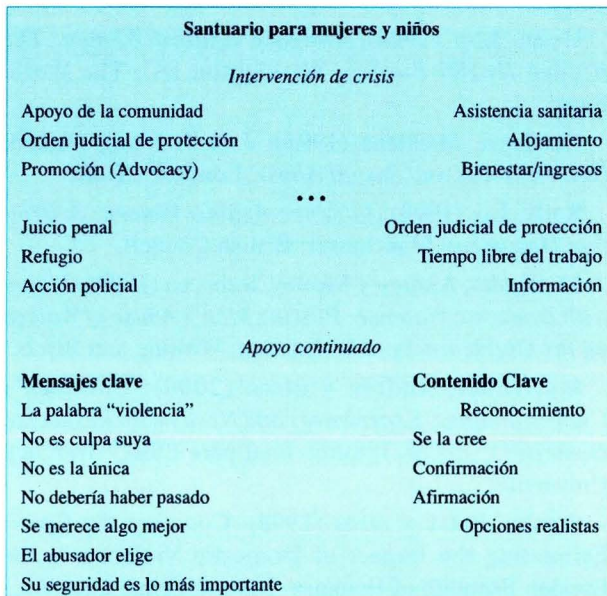 Santuario para mujeres y niños
Intervención de crisis
Apoyo de la comunidad Asistencia sanitaria
Orden judicial de protección Alojamiento
Promoción (Advocacy) Bienestar/ingresos
•••
Juicio penal Orden judicial de protección
Refugio Tiempo libre del trabajo
Acción policial Información
Apoyo continuado
Mensajes clave Contenido Clave
La palabra “violencia” Reconocimiento
No es culpa suya Se la cree
No es la única Confirmación
No debería haber pasado Afirmación
Se merece algo mejor Opciones realistas
El abusador elige
Su seguridad es lo más importante